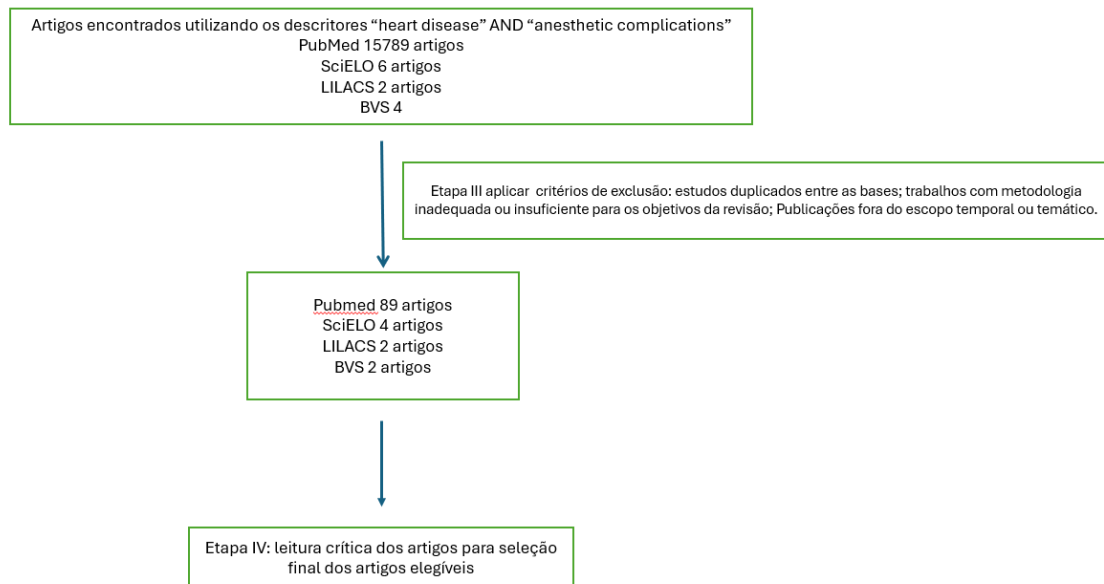 Artigos encontrados utilizando os descritores “heart disease” AND “anesthetic complications”
PubMed 15789 artigos
SciELO 6 artigos
LILACS 2 artigos
BVS 4
Etapa III aplicar critérios de exclusão: estudos duplicados entre as bases; trabalhos com metodologia
inadequada ou insuficiente para os objetivos da revisão; Publicações fora do escopo temporal ou temático.
Pubmed 89 artigos
SciELO 4 artigos
LILACS 2 artigos
BVS 2 artigos
Etapa IV: leitura crítica dos artigos para seleção
final dos artigos elegíveis